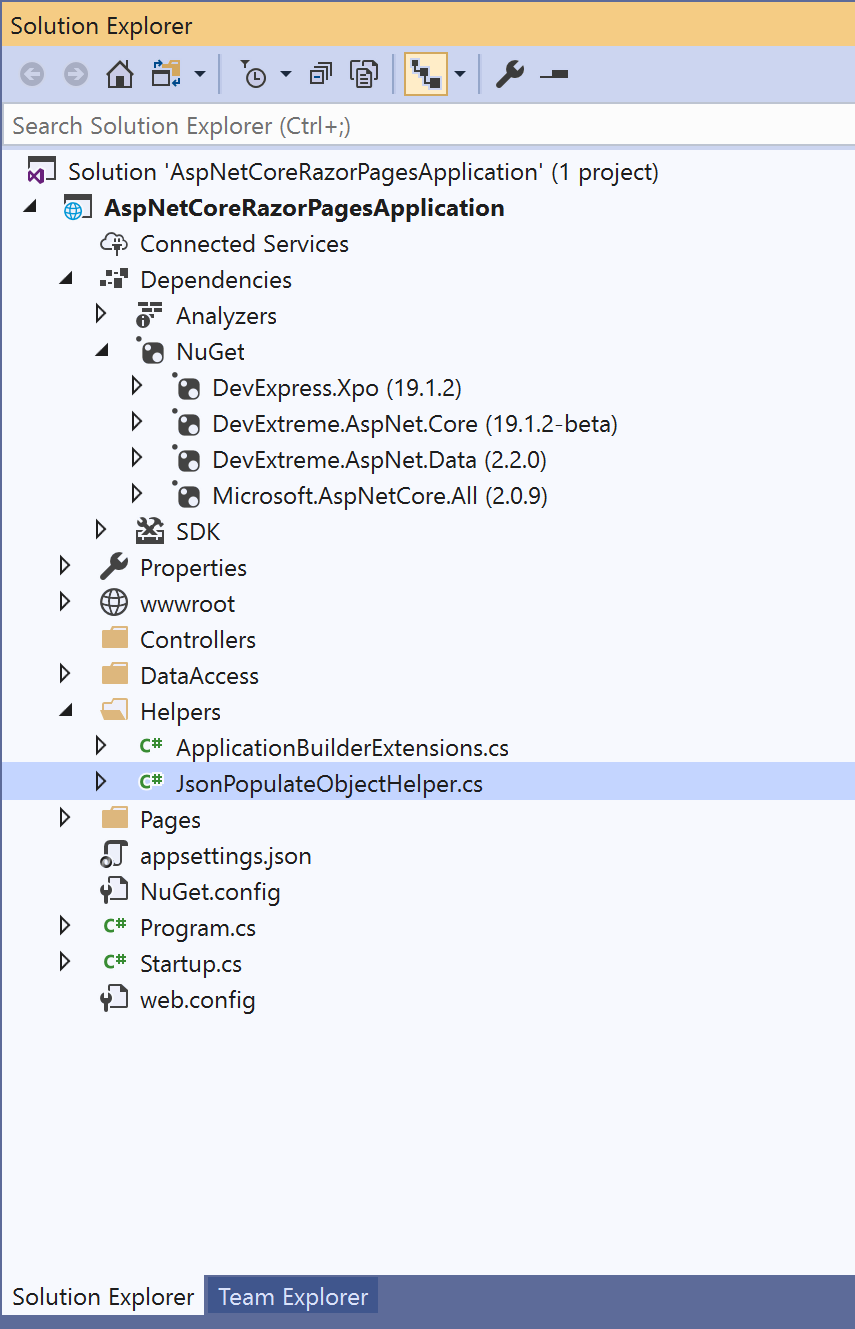 Solution Explorer
Search Solution Explorer (Ctrl+;)
Solution 'AspNetCoreRazorPagesApplication' (1 project)
AspNetCoreRazorPagesApplication
Connected Services
Dependencies
Analyzers
NuGet
DevExpress.Xpo (19.1.2)
DevExtreme.AspNet.Core (19.1.2-beta)
DevExtreme.AspNet.Data (2.2.0)
Microsoft.AspNetCore.All (2.0.9)
SDK
Properties
wwwroot
Controllers
DataAccess
Helpers
C# ApplicationBuilderExtensions.cs
C# JsonPopulateObjectHelper.cs
Pages
appsettings.json
NuGet.config
C# Program.cs
C# Startup.cs
web.config
Solution Explorer Team Explorer